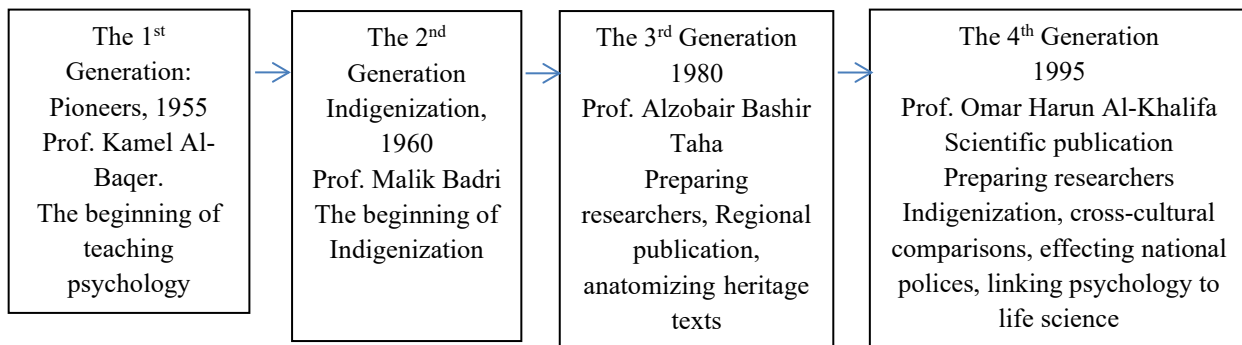 The 1st
Generation:
Pioneers, 1955
Prof. Kamel Al-
Baqer.
The beginning of
teaching
psychology
The 2nd
Generation
Indigenization,
1960
Prof. Malik Badri
The beginning of
Indigenization
The 3rd Generation
1980
Prof. Alzobair Bashir
Taha
Preparing
researchers, Regional
publication,
anatomizing heritage
texts
The 4th Generation
1995
Prof. Omar Harun Al-Khalifa
Scientific publication
Preparing researchers
Indigenization, cross-cultural
comparisons, effecting national
polices, linking psychology to
life science